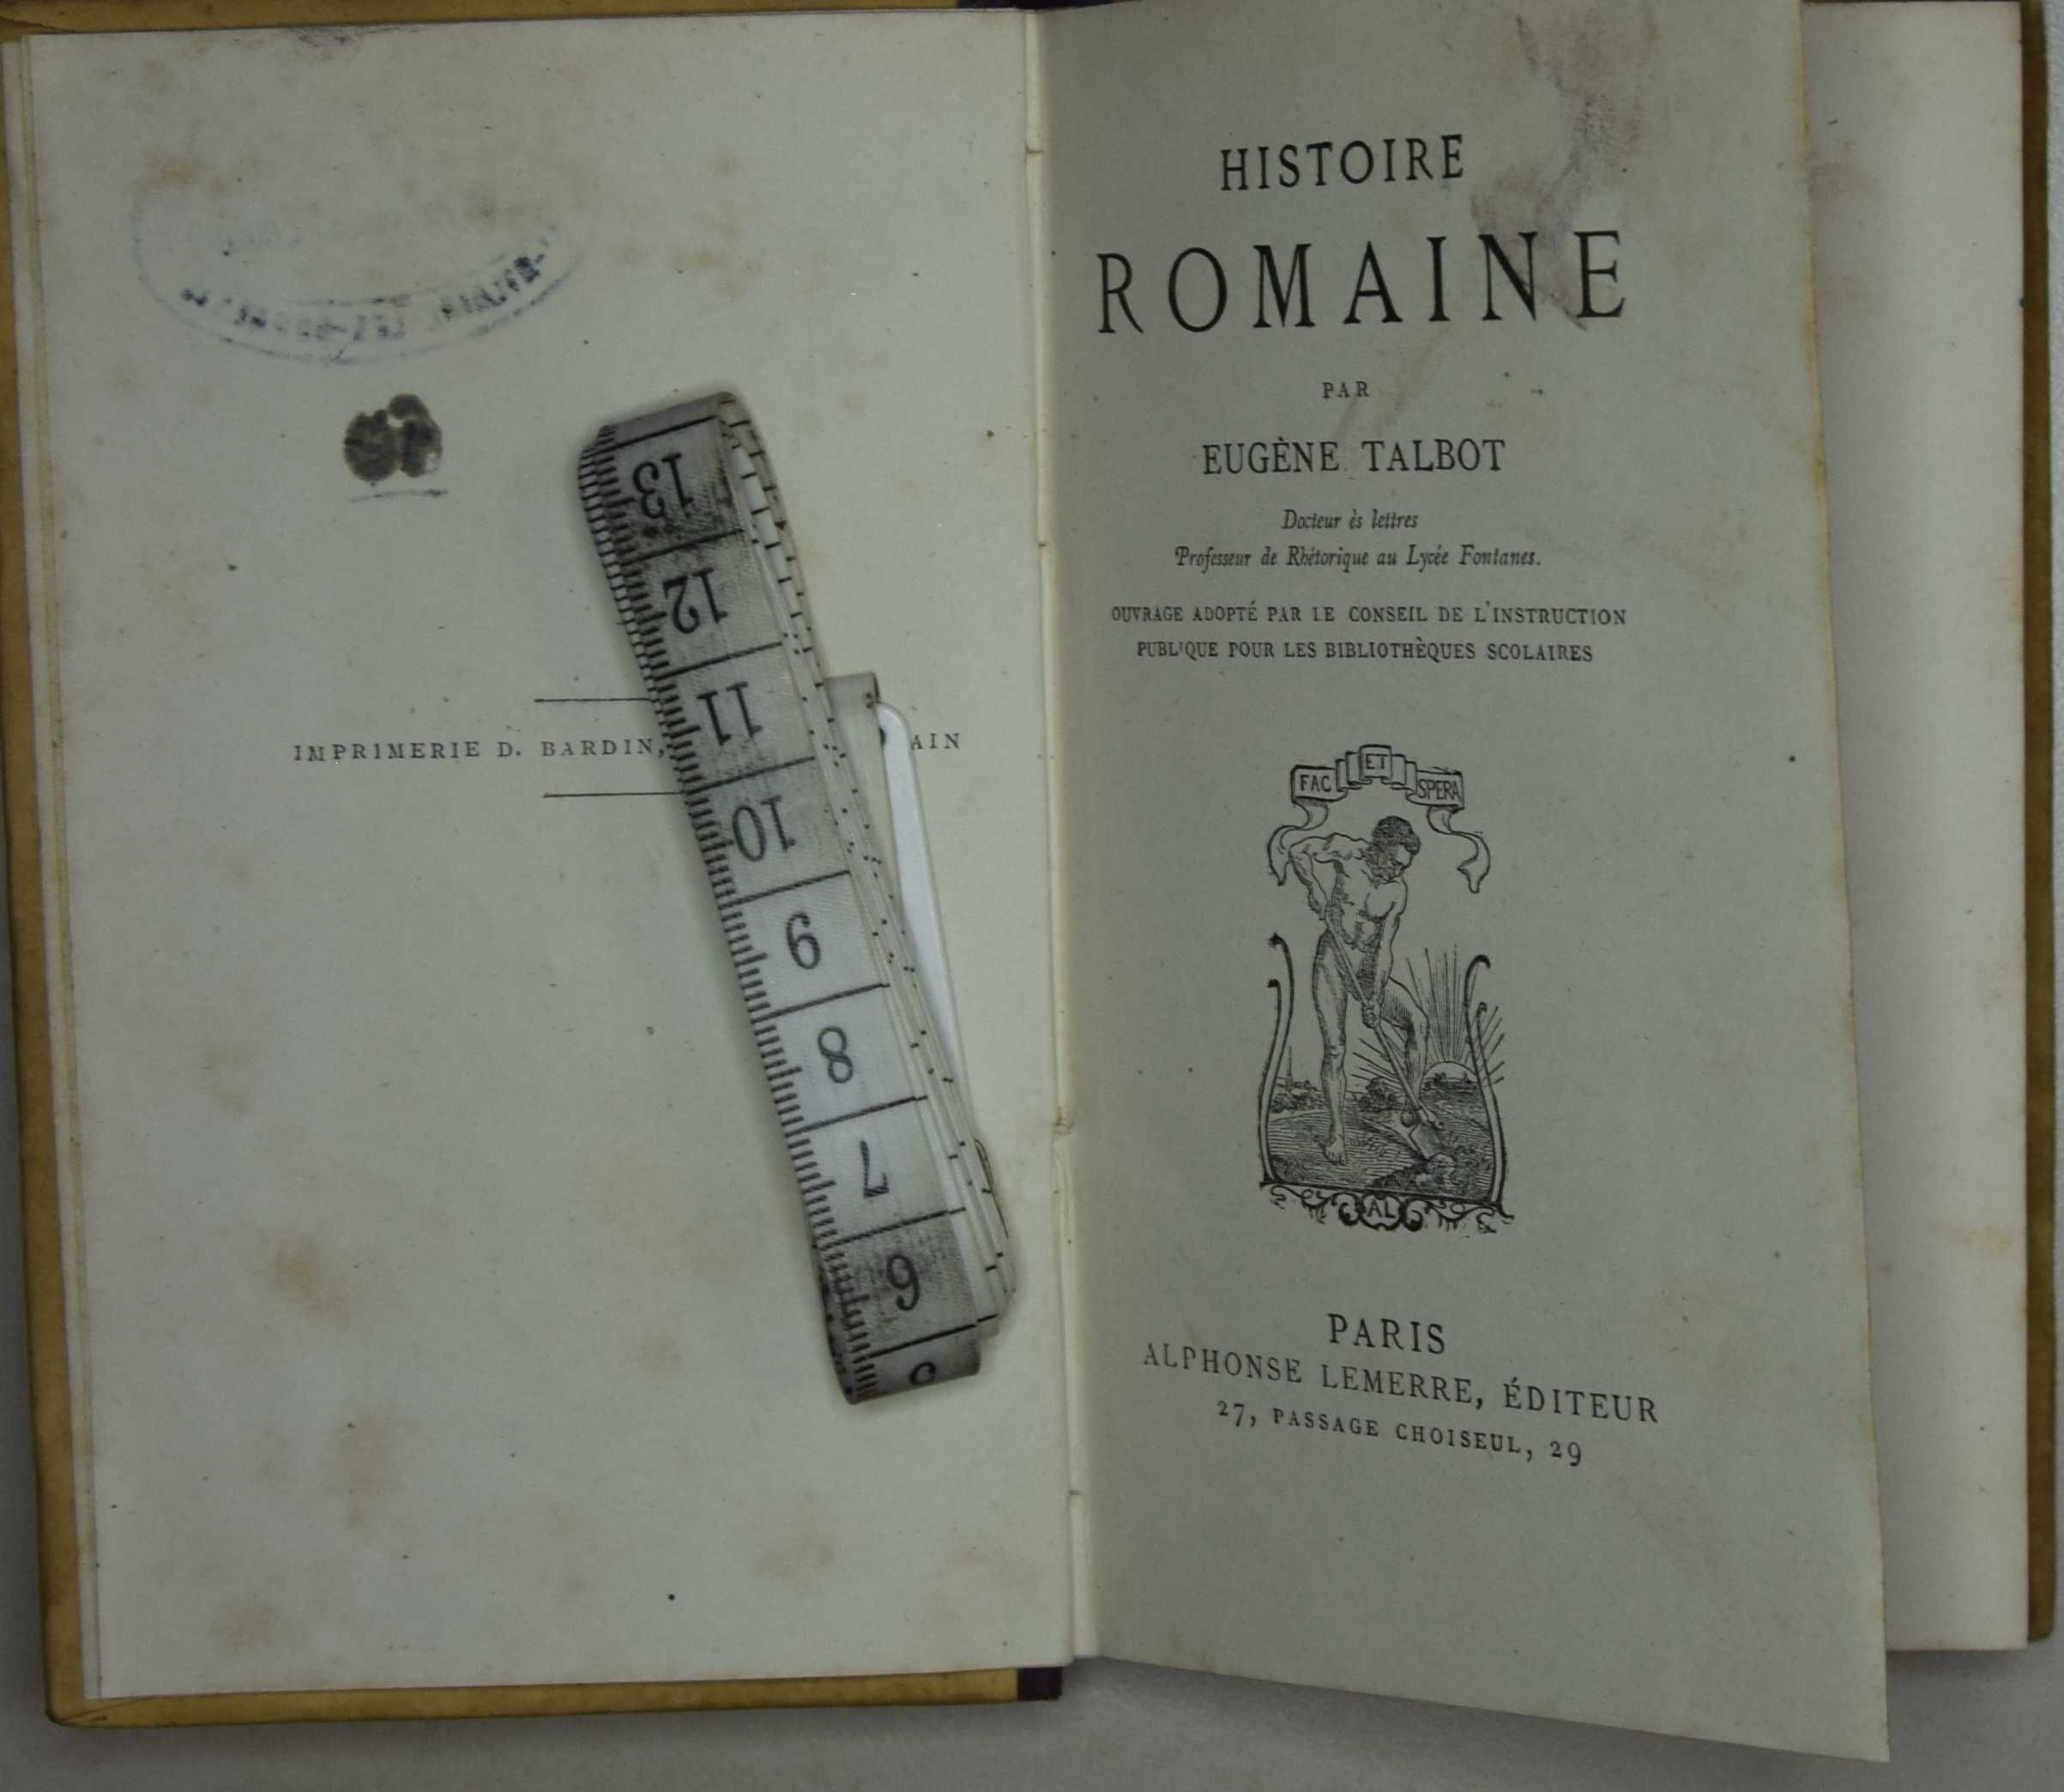 IMPRIMERIE D. BARDIN,
13
12
11
10
9
8
7
6
HISTOIRE
ROMAINE
PAR
EUGÈNE TALBOT
Docteur ès lettres
Professeur de Rhétorique au Lycée Fontanes.
OUVRAGE ADOPTÉ PAR LE CONSEIL DE L'INSTRUCTION
PUBLIQUE POUR LES BIBLIOTHÈQUES SCOLAIRES
FAC ET SPERA
AL
PARIS
ALPHONSE LEMERRE, ÉDITEUR
27, PASSAGE CHOISEUL, 29